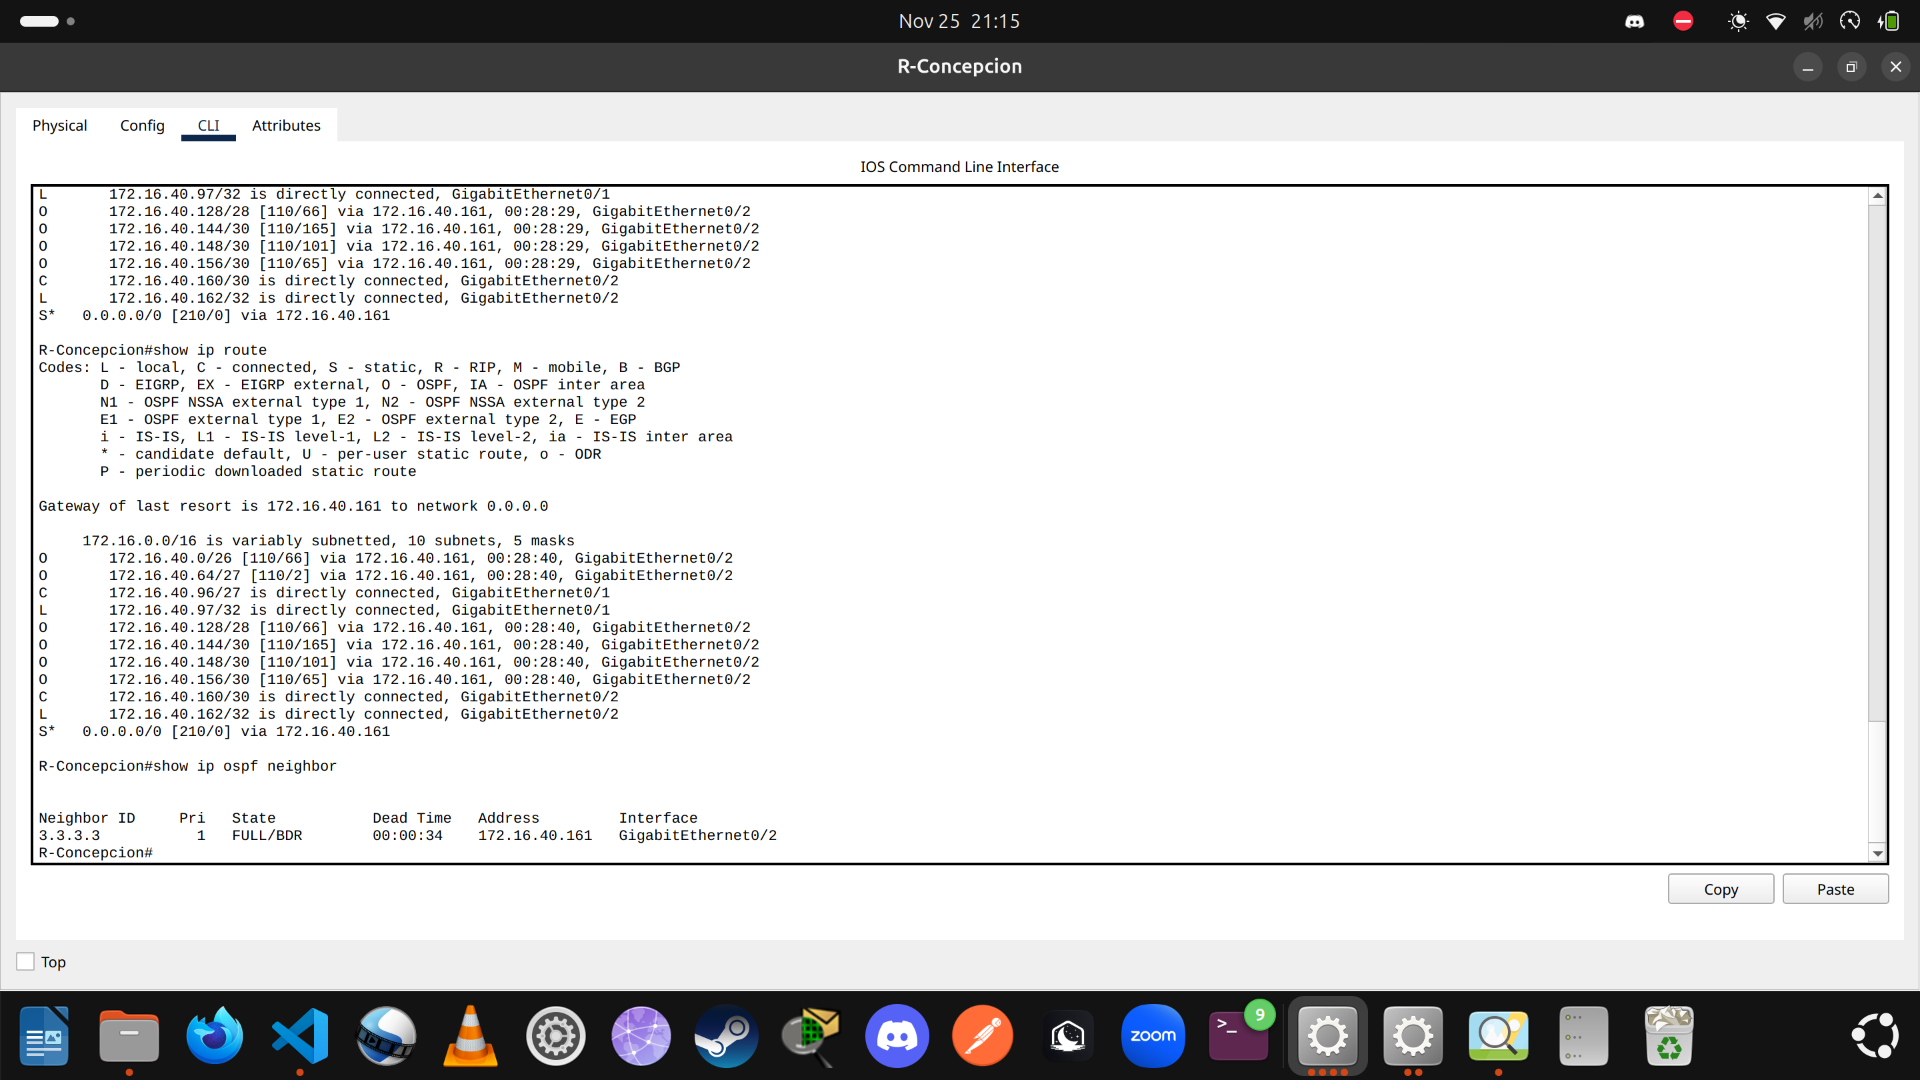 Nov 25 21:15
R-Concepcion
Physical Config CLI Attributes
IOS Command Line Interface
L 172.16.40.97/32 is directly connected, GigabitEthernet0/1
O 172.16.40.128/28 [110/66] via 172.16.40.161, 00:28:29, GigabitEthernet0/2
O 172.16.40.144/30 [110/165] via 172.16.40.161, 00:28:29, GigabitEthernet0/2
O 172.16.40.148/30 [110/101] via 172.16.40.161, 00:28:29, GigabitEthernet0/2
O 172.16.40.156/30 [110/65] via 172.16.40.161, 00:28:29, GigabitEthernet0/2
C 172.16.40.160/30 is directly connected, GigabitEthernet0/2
L 172.16.40.162/32 is directly connected, GigabitEthernet0/2
S* 0.0.0.0/0 [210/0] via 172.16.40.161
R-Concepcion#show ip route
Codes: L - local, C - connected, S - static, R - RIP, M - mobile, B - BGP
D - EIGRP, EX - EIGRP external, O - OSPF, IA - OSPF inter area
N1 - OSPF NSSA external type 1, N2 - OSPF NSSA external type 2
E1 - OSPF external type 1, E2 - OSPF external type 2, E - EGP
i - IS-IS, L1 - IS-IS level-1, L2 - IS-IS level-2, ia - IS-IS inter area
* - candidate default, U - per-user static route, o - ODR
P - periodic downloaded static route
Gateway of last resort is 172.16.40.161 to network 0.0.0.0
172.16.0.0/16 is variably subnetted, 10 subnets, 5 masks
O 172.16.40.0/26 [110/66] via 172.16.40.161, 00:28:40, GigabitEthernet0/2
O 172.16.40.64/27 [110/2] via 172.16.40.161, 00:28:40, GigabitEthernet0/2
C 172.16.40.96/27 is directly connected, GigabitEthernet0/1
L 172.16.40.97/32 is directly connected, GigabitEthernet0/1
O 172.16.40.128/28 [110/66] via 172.16.40.161, 00:28:40, GigabitEthernet0/2
O 172.16.40.144/30 [110/165] via 172.16.40.161, 00:28:40, GigabitEthernet0/2
O 172.16.40.148/30 [110/101] via 172.16.40.161, 00:28:40, GigabitEthernet0/2
O 172.16.40.156/30 [110/65] via 172.16.40.161, 00:28:40, GigabitEthernet0/2
C 172.16.40.160/30 is directly connected, GigabitEthernet0/2
L 172.16.40.162/32 is directly connected, GigabitEthernet0/2
S* 0.0.0.0/0 [210/0] via 172.16.40.161
R-Concepcion#show ip ospf neighbor
Neighbor ID Pri State Dead Time Address Interface
3.3.3.3 1 FULL/BDR 00:00:34 172.16.40.161 GigabitEthernet0/2
R-Concepcion#
Copy Paste
Top
zoom >_ 9